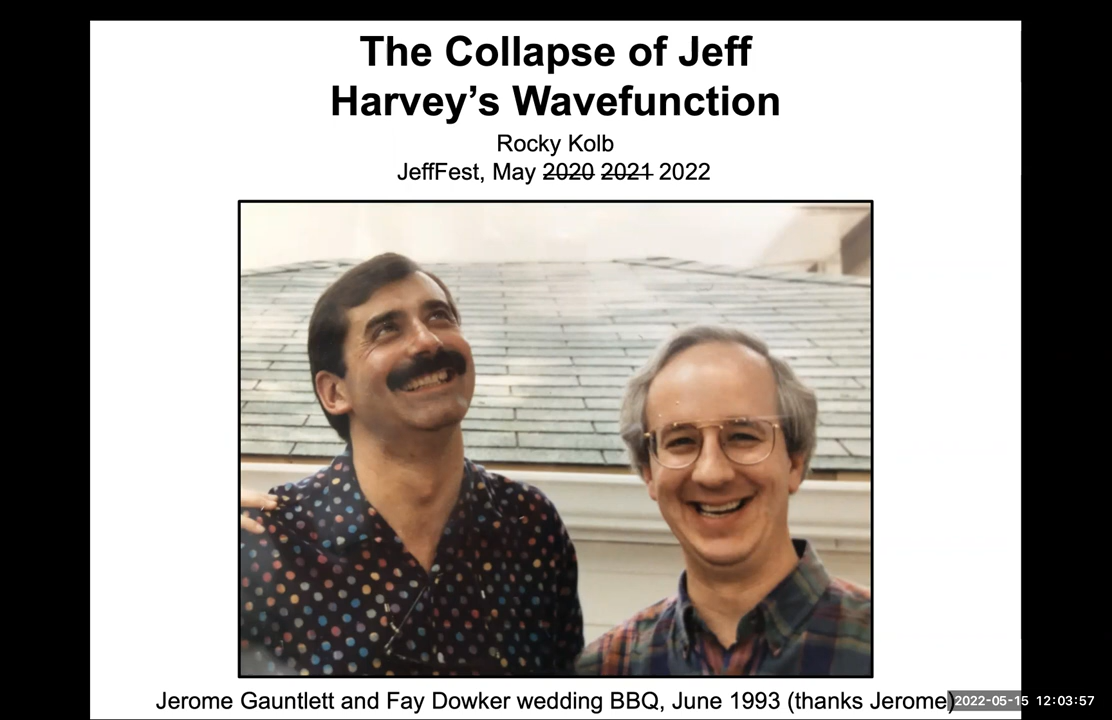 The Collapse of Jeff
Harvey’s Wavefunction
Rocky Kolb
JeffFest, May 2020 2021 2022
Jerome Gauntlett and Fay Dowker wedding BBQ, June 1993 (thanks Jerome)
2022-05-15 12:03:57